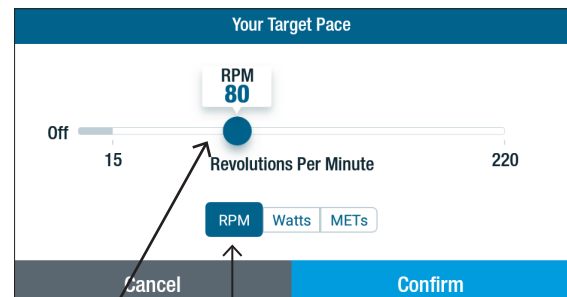 Your Target Pace
RPM
80
Off
15
Revolutions Per Minute
220
RPM Watts METs
Cancel Confirm